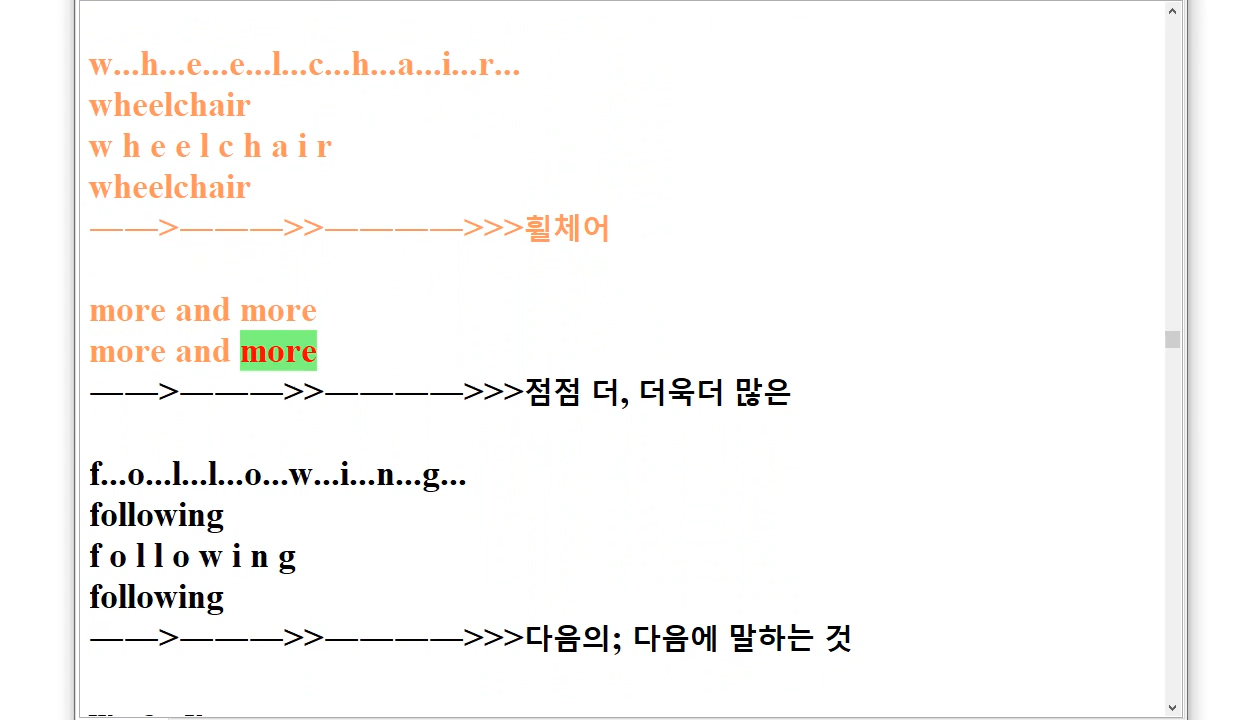 w...h...e...e...l...c...h...a...i...r...
wheelchair
w h e e l c h a i r
wheelchair
——>———>>————>>>휠체어
more and more
more and more
——>———>>————>>>점점 더, 더욱더 많은
f...o...l...l...o...w...i...n...g...
following
f o l l o w i n g
following
——>———>>————>>>다음의; 다음에 말하는 것